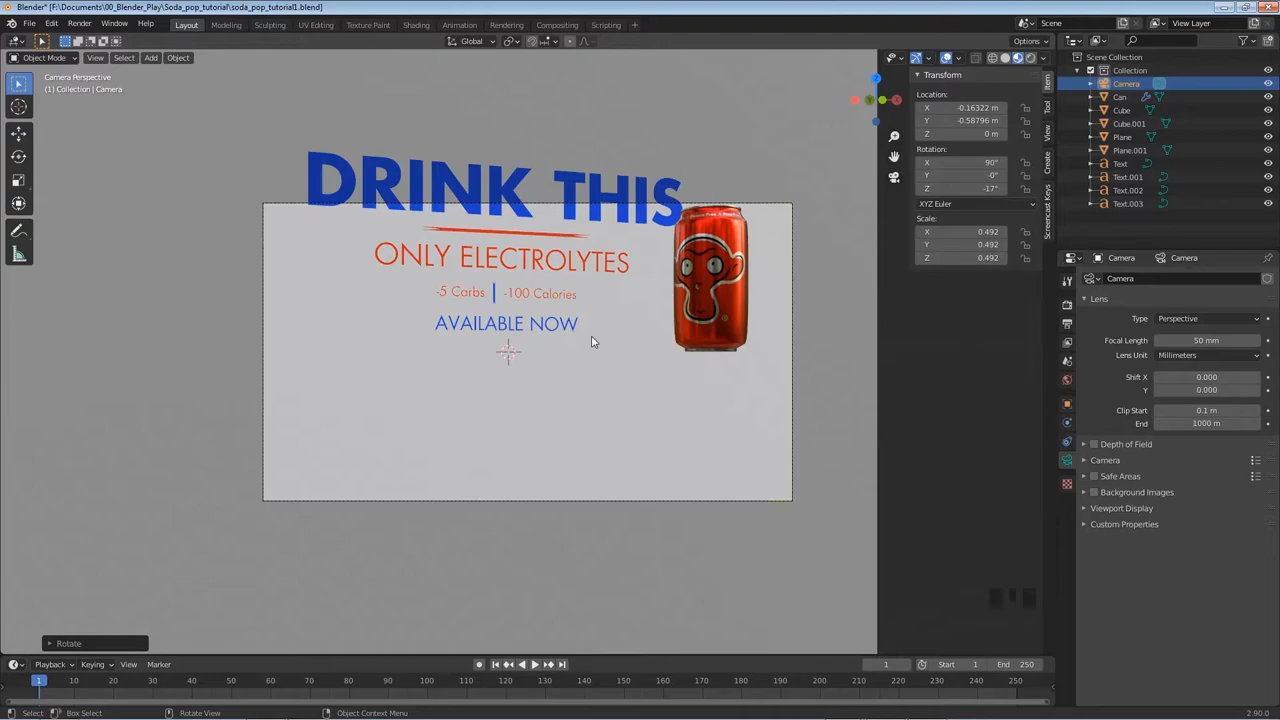 Blender* [F:\Documents\00_Blender_Play\Soda_pop_tutorial\soda_pop_tutorial1.blend]
File Edit Render Window Help Layout Modeling Sculpting UV Editing Texture Paint Shading Animation Rendering Compositing Scripting Scene View Layer
Global Options
Object Mode View Select Add Object
Camera Perspective
(1) Collection | Camera
DRINK THIS
ONLY ELECTROLYTES
-5 Carbs -100 Calories
AVAILABLE NOW
Rotate
Transform
Location:
X -0.16322 m
Y -0.58796 m
Z 0 m
Rotation:
X 90°
Y -0°
Z -17°
XYZ Euler
Scale:
X 0.492
Y 0.492
Z 0.492
Item
Tool
View
Create
Screencast Keys
Scene Collection
Collection
Camera
Can
Cube
Cube.001
Plane
Plane.001
Text
Text.001
Text.002
Text.003
Camera Camera
Camera
Lens
Type Perspective
Focal Length 50 mm
Lens Unit Millimeters
Shift X 0.000
Y 0.000
Clip Start 0.1 m
End 1000 m
Depth of Field
Camera
Safe Areas
Background Images
Viewport Display
Custom Properties
Playback Keying View Marker 1 Start 1 End 250
1 10 20 30 40 50 60 70 80 90 100 110 120 130 140 150 160 170 180 190 200 210 220 230 240 250
Select Box Select Rotate View Object Context Menu 2.90.0